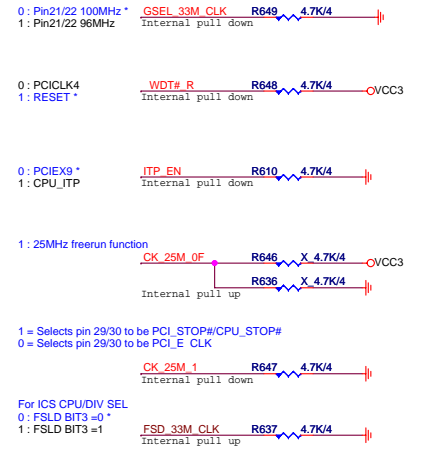 0 : Pin21/22 100MHz * GSEL_33M_CLK R649 4.7K/4
1 : Pin21/22 96MHz Internal pull down
0 : PCICLK4 WDT#_R R648 4.7K/4 VCC3
1 : RESET * Internal pull down
0 : PCIEX9 * ITP_EN R610 4.7K/4
1 : CPU_ITP Internal pull down
1 : 25MHz freerun function
CK_25M_0F R646 X_4.7K/4 VCC3
R636 X_4.7K/4
Internal pull up
1 = Selects pin 29/30 to be PCI_STOP#/CPU_STOP#
0 = Selects pin 29/30 to be PCI_E CLK
CK_25M_1 R647 4.7K/4
Internal pull down
For ICS CPU/DIV SEL
0 : FSLD BIT3 =0 *
1 : FSLD BIT3 =1 FSD_33M_CLK R637 4.7K/4
Internal pull up